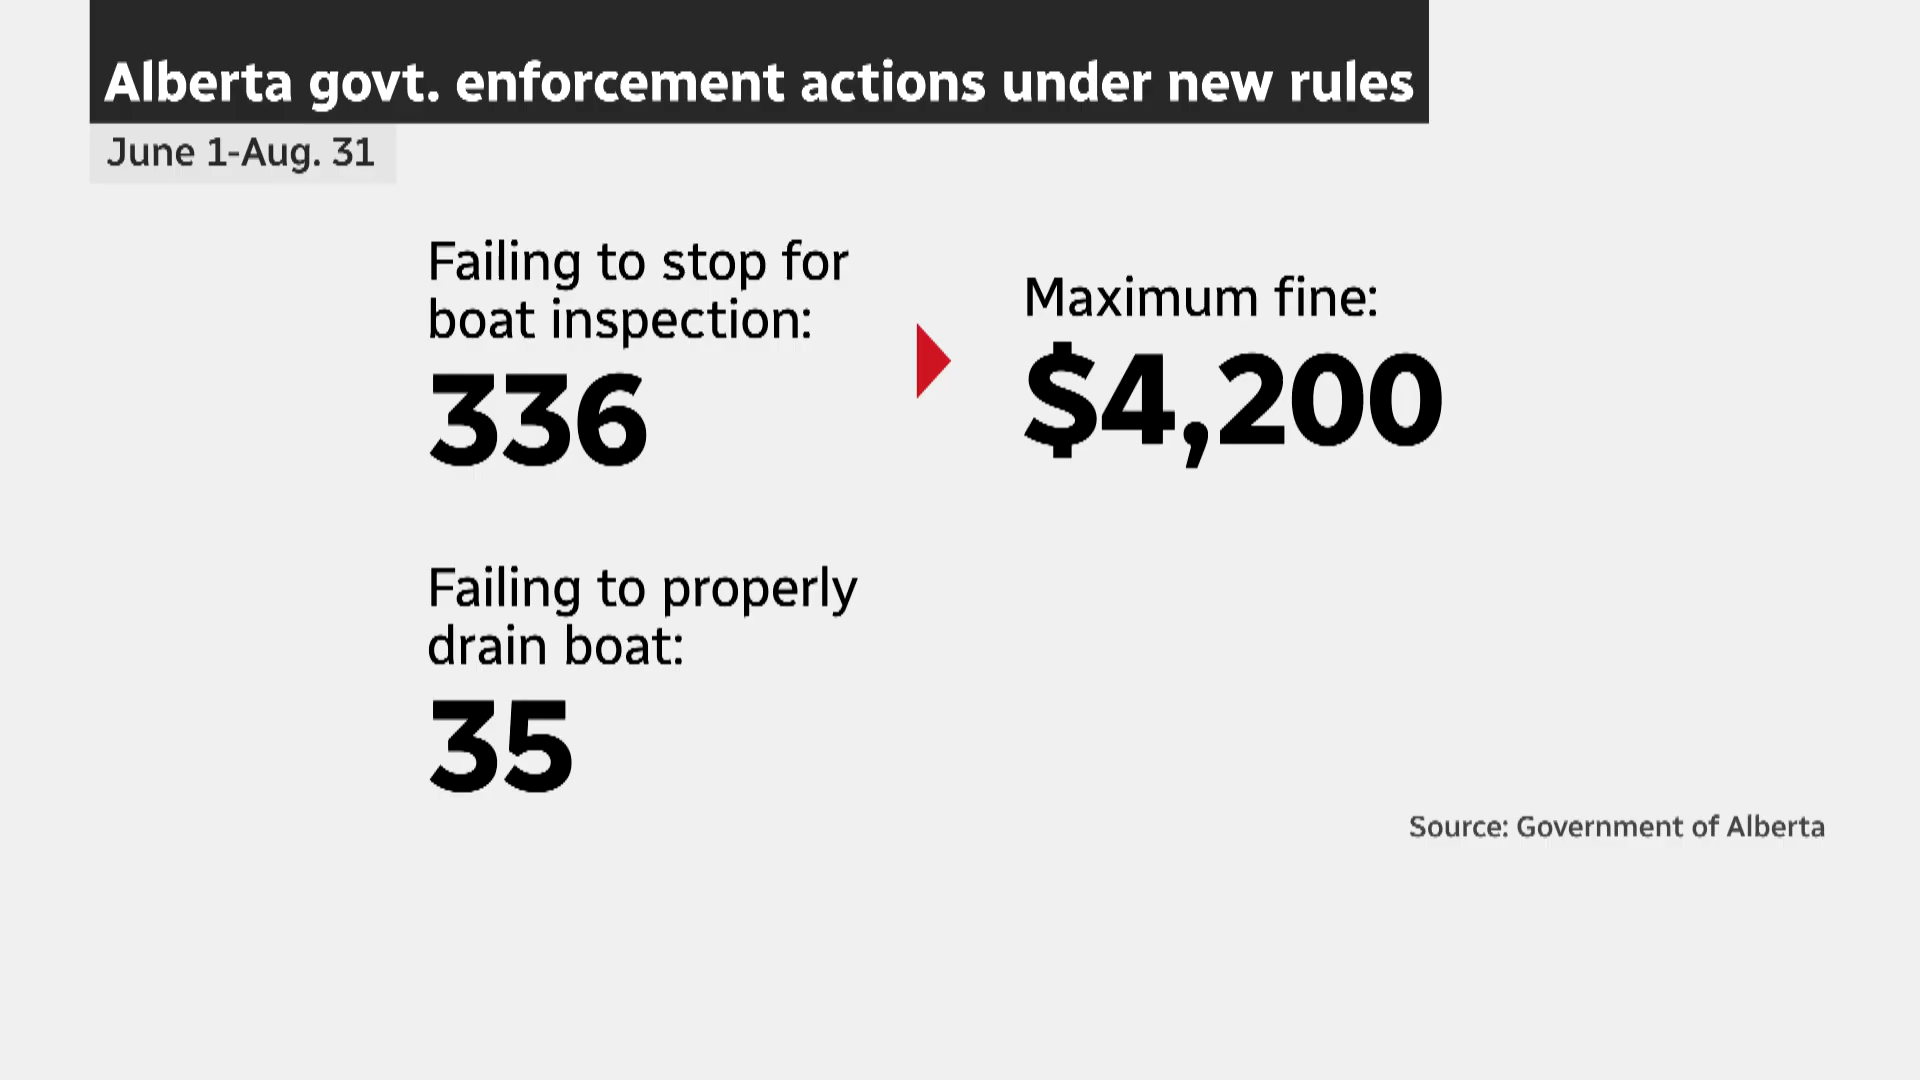 Alberta govt. enforcement actions under new rules
June 1-Aug. 31
Failing to stop for
boat inspection:
336
Maximum fine:
$4,200
Failing to properly
drain boat:
35
Source: Government of Alberta